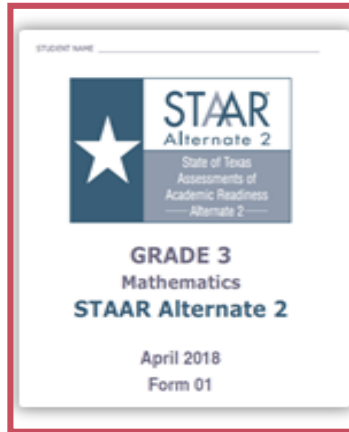 STUDENT NAME
STAAR
Alternate 2
State of Texas
Assessments of
Academic Readiness
Alternate 2
GRADE 3
Mathematics
STAAR Alternate 2
April 2018
Form 01